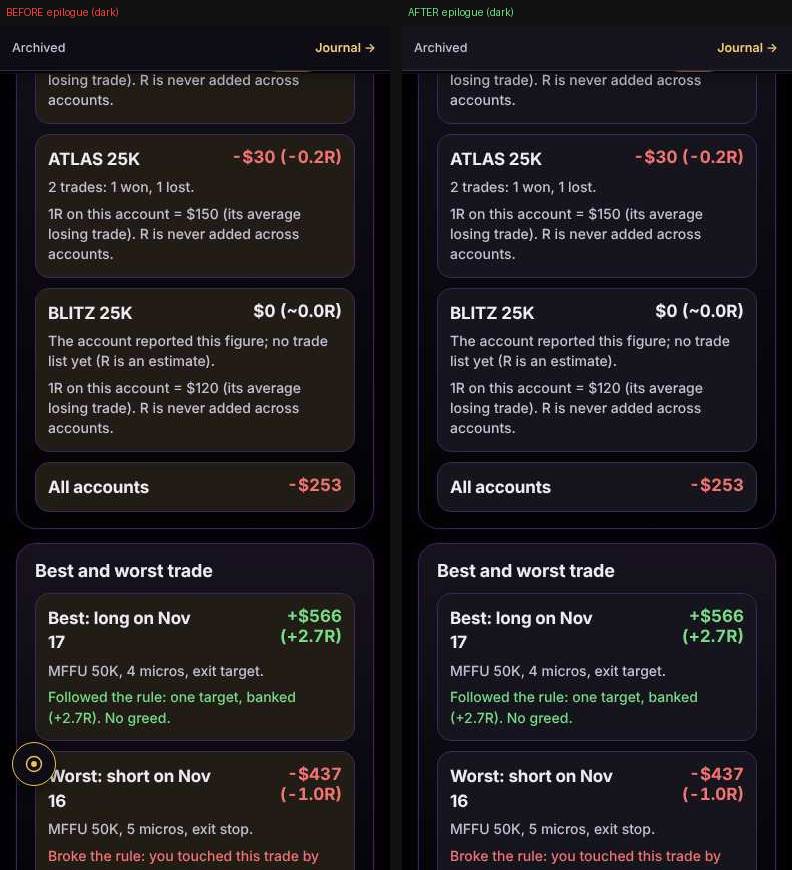 BEFORE epilogue (dark)
Archived
Journal →
losing trade). R is never added across
accounts.
ATLAS 25K
-$30 (-0.2R)
2 trades: 1 won, 1 lost.
1R on this account = $150 (its average
losing trade). R is never added across
accounts.
BLITZ 25K
$0 (~0.0R)
The account reported this figure; no trade
list yet (R is an estimate).
1R on this account = $120 (its average
losing trade). R is never added across
accounts.
All accounts
-$253
Best and worst trade
Best: long on Nov
17
+$566
(+2.7R)
MFFU 50K, 4 micros, exit target.
Followed the rule: one target, banked
(+2.7R). No greed.
Worst: short on Nov
16
-$437
(-1.0R)
MFFU 50K, 5 micros, exit stop.
Broke the rule: you touched this trade by
AFTER epilogue (dark)
Archived
Journal →
losing trade). R is never added across
accounts.
ATLAS 25K
-$30 (-0.2R)
2 trades: 1 won, 1 lost.
1R on this account = $150 (its average
losing trade). R is never added across
accounts.
BLITZ 25K
$0 (~0.0R)
The account reported this figure; no trade
list yet (R is an estimate).
1R on this account = $120 (its average
losing trade). R is never added across
accounts.
All accounts
-$253
Best and worst trade
Best: long on Nov
17
+$566
(+2.7R)
MFFU 50K, 4 micros, exit target.
Followed the rule: one target, banked
(+2.7R). No greed.
Worst: short on Nov
16
-$437
(-1.0R)
MFFU 50K, 5 micros, exit stop.
Broke the rule: you touched this trade by